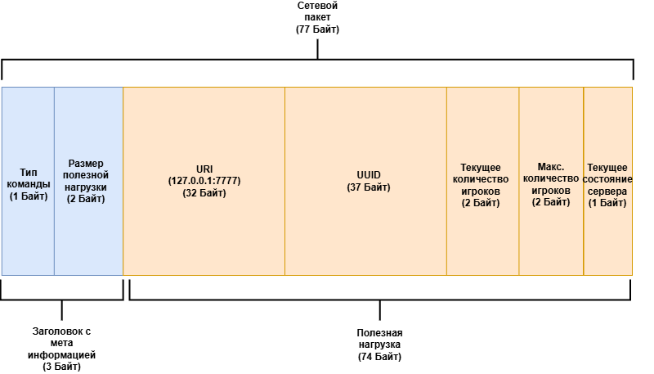 Сетевой
пакет
(77 Байт)
Тип
команды
(1 Байт)
Размер
полезной
нагрузки
(2 Байт)
URI
(127.0.0.1:7777)
(32 Байт)
UUID
(37 Байт)
Текущее
количество
игроков
(2 Байт)
Макс.
количество
игроков
(2 Байт)
Текущее
состояние
сервера
(1 Байт)
Заголовок с
мета
информацией
(3 Байт)
Полезная
нагрузка
(74 Байт)